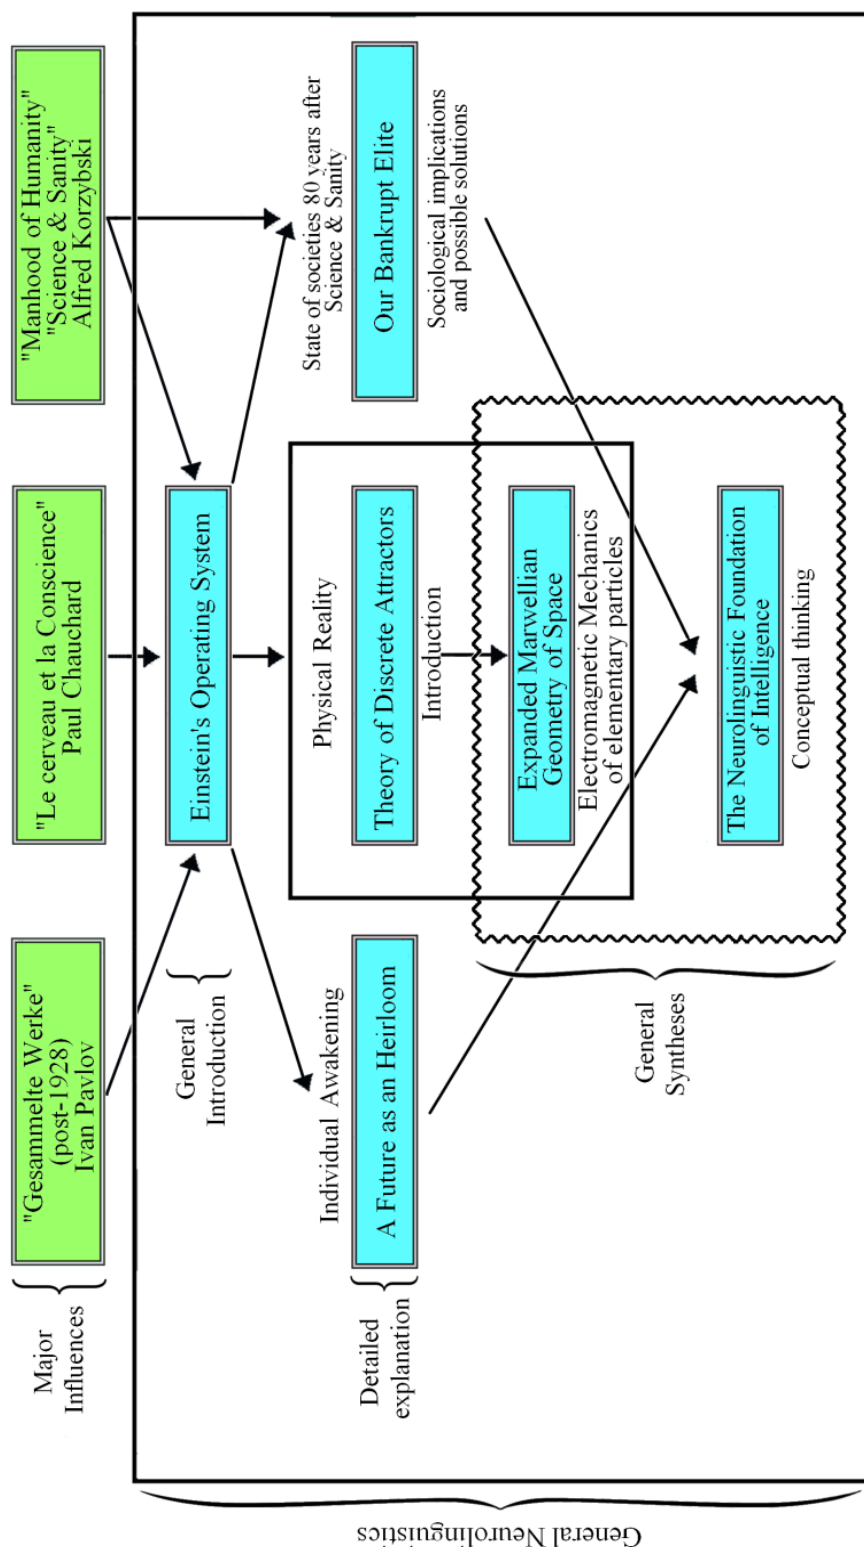 General Neurolinguistics
Major
Influences
"Gesammelte Werke"
(post-1928)
Ivan Pavlov
"Le cerveau et la Conscience"
Paul Chauchard
"Manhood of Humanity"
"Science & Sanity"
Alfred Korzybski
General
Introduction
Einstein's Operating System
Individual Awakening
Physical Reality
State of societies 80 years after
Science & Sanity
Detailed
explanation
A Future as an Heirloom
Theory of Discrete Attractors
Introduction
Our Bankrupt Elite
Sociological implications
and possible solutions
Expanded Marwellian
Geometry of Space
Electromagnetic Mechanics
of elementary particles
General
Syntheses
The Neurolinguistic Foundation
of Intelligence
Conceptual thinking